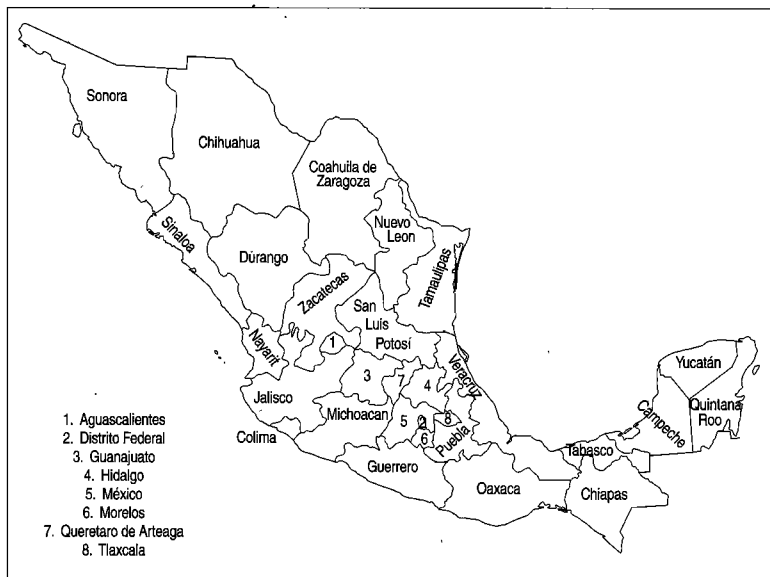 Sonora
Chihuahua
Coahuila de
Zaragoza
Sinaloa
Nuevo
Leon
Dúrango
Tamaulipas
Zacatecas
San
Luis
Potosí
Nayarit
1
Veracruz
3
7
4
Yucatán
Jalisco
Michoacan
5
2
8
6
Puebla
Campeche
Quintana
Roo
Colima
Guerrero
Tabasco
Oaxaca
Chiapas
1. Aguascalientes
2. Distrito Federal
3. Guanajuato
4. Hidalgo
5. México
6. Morelos
7. Queretaro de Arteaga
8. Tlaxcala